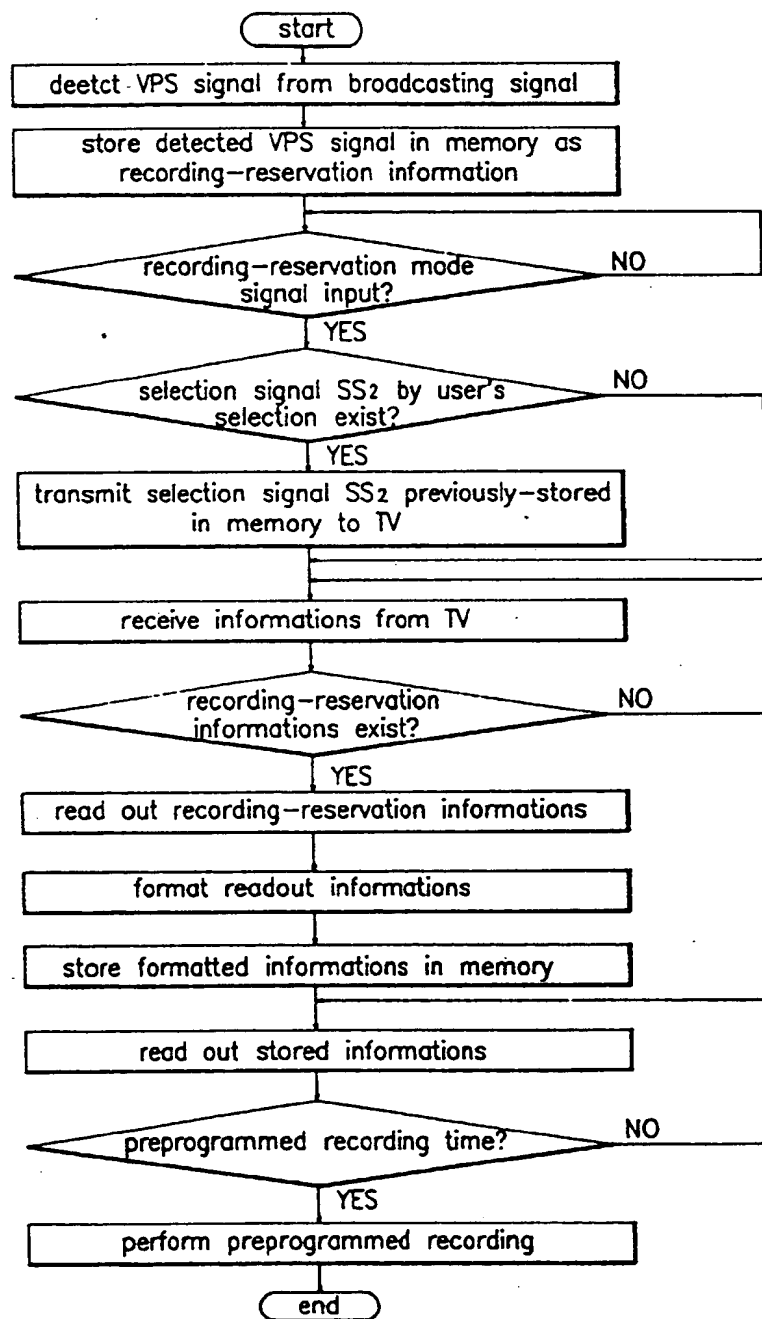 start
deetct VPS signal from broadcasting signal
store detected VPS signal in memory as
recording-reservation information
recording-reservation mode
signal input?
NO
YES
selection signal SS2 by user's
selection exist?
NO
YES
transmit selection signal SS2 previously-stored
in memory to TV
receive informations from TV
recording-reservation
informations exist?
NO
YES
read out recording-reservation informations
format readout informations
store formatted informations in memory
read out stored informations
preprogrammed recording time?
NO
YES
perform preprogrammed recording
end